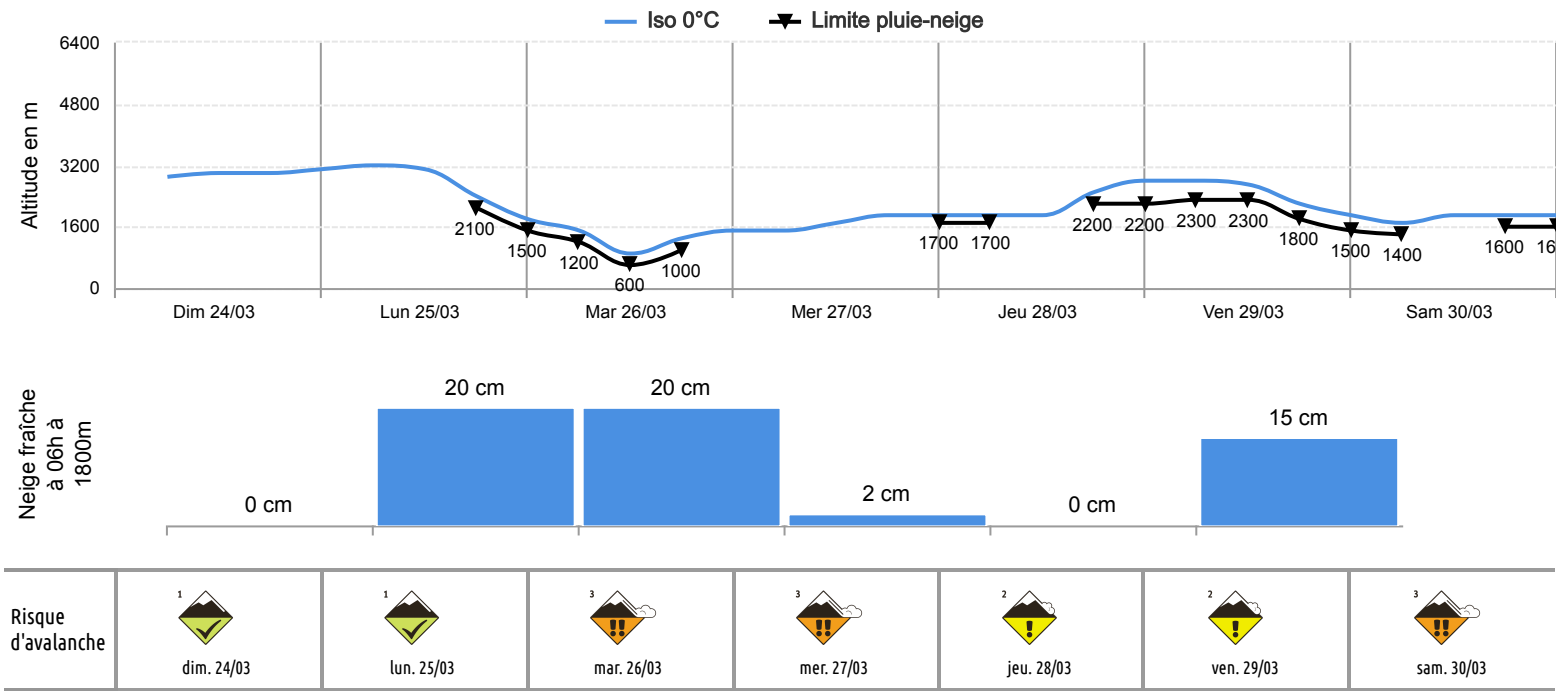 Iso 0°C Limite pluie-neige
6400
4800
3200
1600
0
Altitude en m
2100 1500 1200 600 1000 1700 1700 2200 2200 2300 2300 1800 1500 1400 1600 16
Dim 24/03 Lun 25/03 Mar 26/03 Mer 27/03 Jeu 28/03 Ven 29/03 Sam 30/03
Neige fraîche
à 06h à
1800m
0 cm 20 cm 20 cm 2 cm 0 cm 15 cm
Risque
d'avalanche
1 1 3 3 2 2 3
!! !! ! ! !!
dim. 24/03 lun. 25/03 mar. 26/03 mer. 27/03 jeu. 28/03 ven. 29/03 sam. 30/03